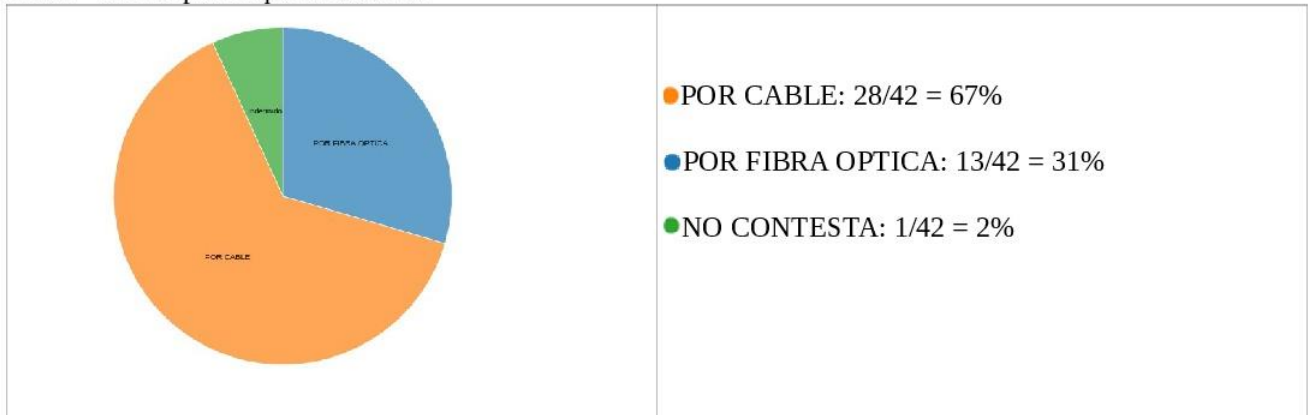 POR CABLE: 28/42 = 67%
POR FIBRA OPTICA: 13/42 = 31%
NO CONTESTA: 1/42 = 2%
POR FIBRA OPTICA
POR CABLE